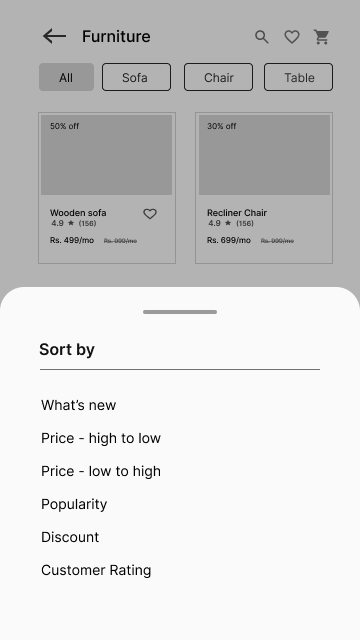 Furniture
All Sofa Chair Table
50% off
30% off
Wooden sofa
4.9 ★ (156)
Rs. 499/mo Rs. 999/mo
Recliner Chair
4.9 ★ (156)
Rs. 699/mo Rs. 999/mo
Sort by
What’s new
Price - high to low
Price - low to high
Popularity
Discount
Customer Rating